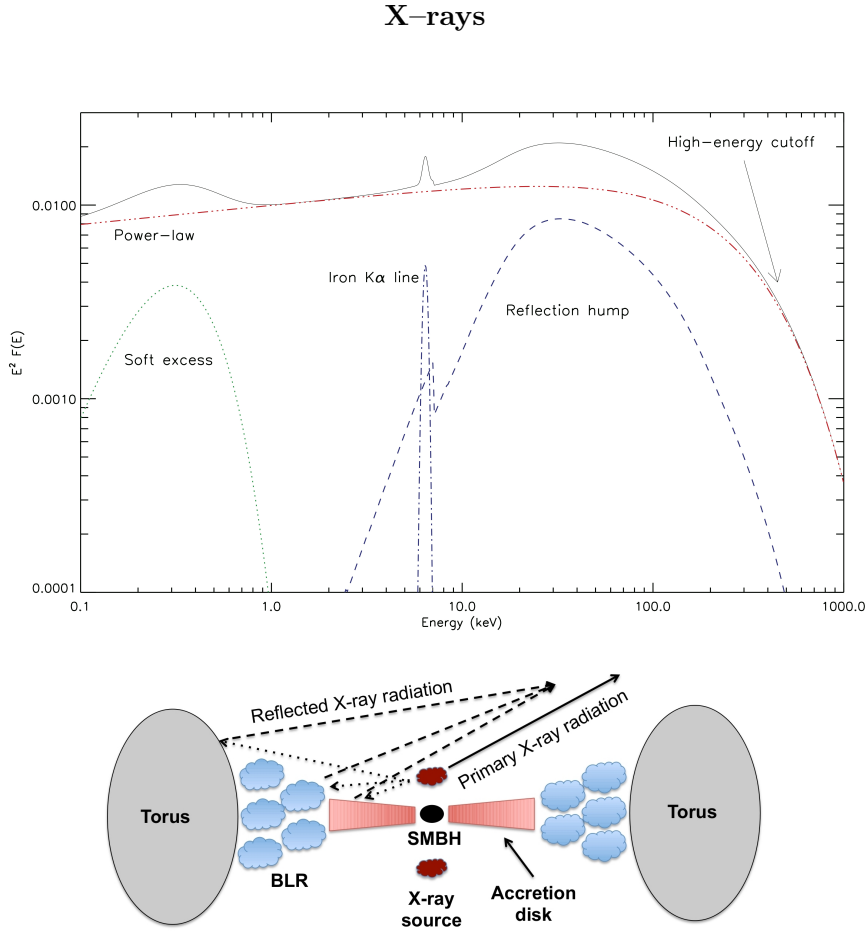 X–rays
High–energy cutoff
0.0100
Power–law
Iron Kα line
Reflection hump
Soft excess
E² F(E)
0.0010
0.0001
0.1
1.0
10.0
100.0
1000.0
Energy (keV)
Reflected X-ray radiation
Primary X-ray radiation
Torus
Torus
SMBH
BLR
X-ray
source
Accretion
disk